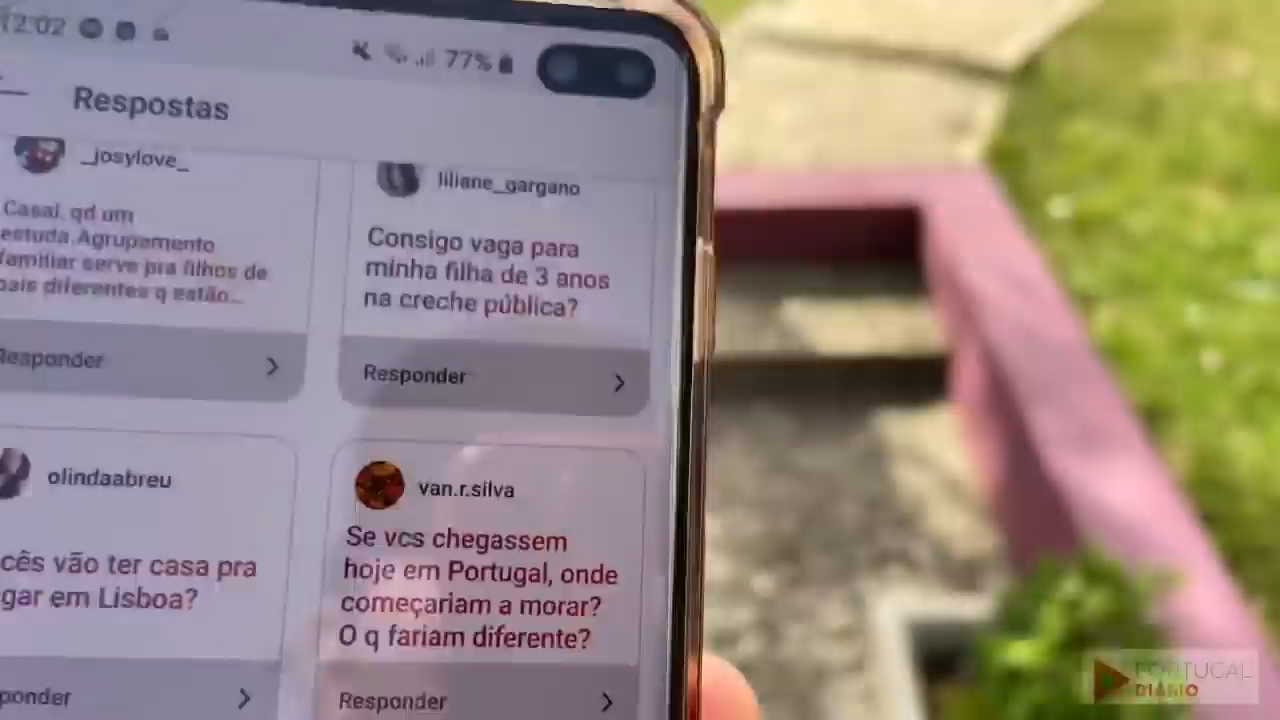 12:02
77%
Respostas
_josylove_
Casal, qd um
estuda.Agrupamento
familiar serve pra filhos de
pais diferentes q estão...
Responder
liliane_gargano
Consigo vaga para
minha filha de 3 anos
na creche pública?
Responder
olindaabreu
cês vão ter casa pra
gar em Lisboa?
ponder
van.r.silva
Se vcs chegassem
hoje em Portugal, onde
começariam a morar?
O q fariam diferente?
Responder
PORTUGAL
DIÁRIO